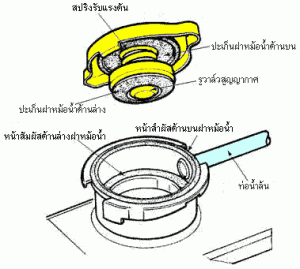 สปริงรับแรงดัน
ปะเก็นฝาหม้อน้ำด้านบน
รูวาล์วสูญญากาศ
ปะเก็นฝาหม้อน้ำด้านล่าง
หน้าสำผัสด้านบนฝาหม้อน้ำ
หน้าสัมผัสด้านล่างฝาหม้อน้ำ
ท่อน้ำล้น